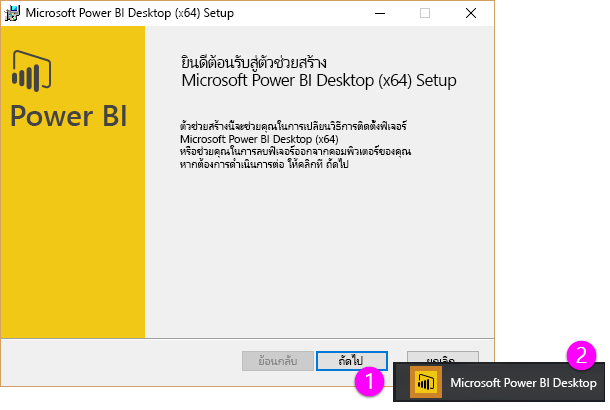 Microsoft Power BI Desktop (x64) Setup
Power BI
ยินดีต้อนรับสู่ตัวช่วยสร้าง
Microsoft Power BI Desktop (x64) Setup
ตัวช่วยสร้างนี้จะช่วยคุณในการเปลี่ยนวิธีการติดตั้งฟีเจอร์
Microsoft Power BI Desktop (x64)
หรือช่วยคุณในการลบฟีเจอร์ออกจากคอมพิวเตอร์ของคุณ
หากต้องการดำเนินการต่อ ให้คลิกที่ ถัดไป
ย้อนกลับ
ถัดไป
1
2
Microsoft Power BI Desktop